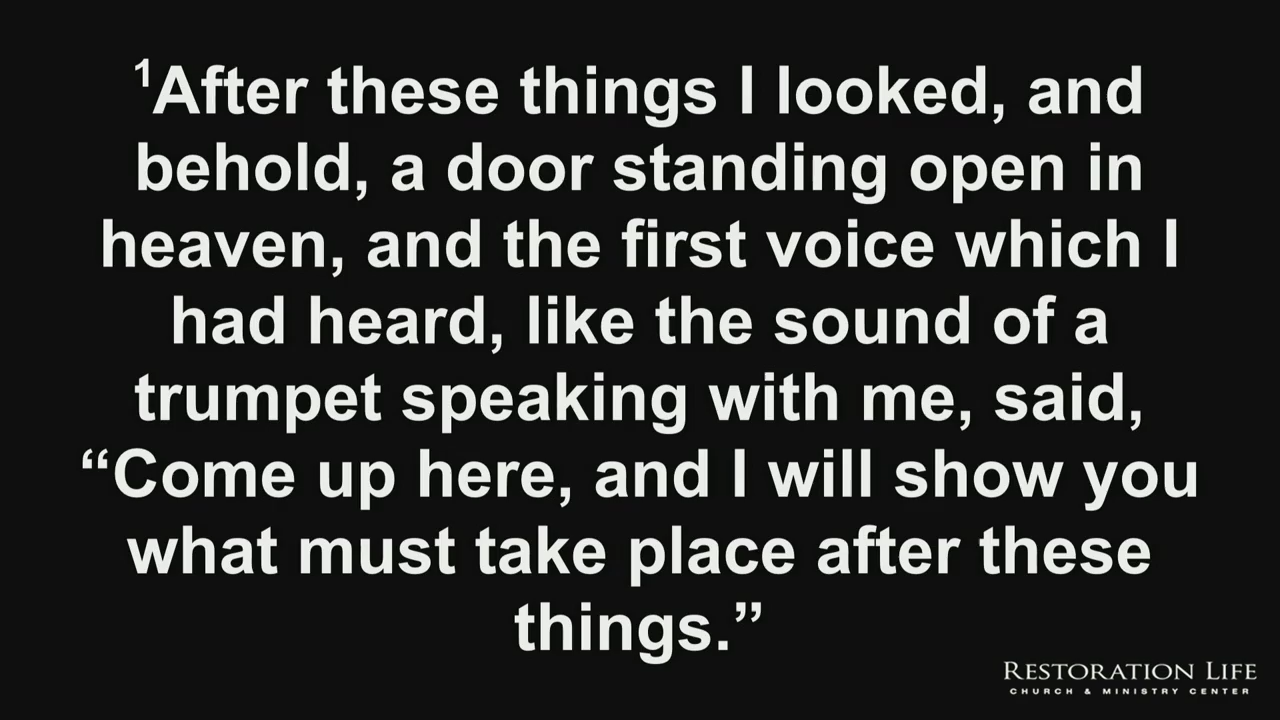 ¹After these things I looked, and
behold, a door standing open in
heaven, and the first voice which I
had heard, like the sound of a
trumpet speaking with me, said,
“Come up here, and I will show you
what must take place after these
things.”
RESTORATION LIFE
CHURCH & MINISTRY CENTER